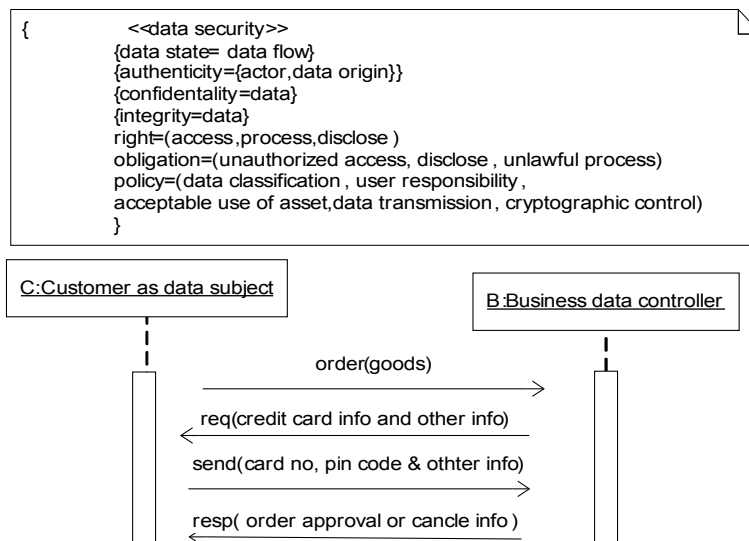 { <<data security>>
{data state= data flow}
{authenticity={actor,data origin}}
{confidentality=data}
{integrity=data}
right=(access,process,disclose )
obligation=(unauthorized access, disclose , unlawful process)
policy=(data classification , user responsibility ,
acceptable use of asset,data transmission , cryptographic control)
}
C:Customer as data subject
B:Business data controller
order(goods)
req(credit card info and other info)
send(card no, pin code & othter info)
resp( order approval or cancle info )